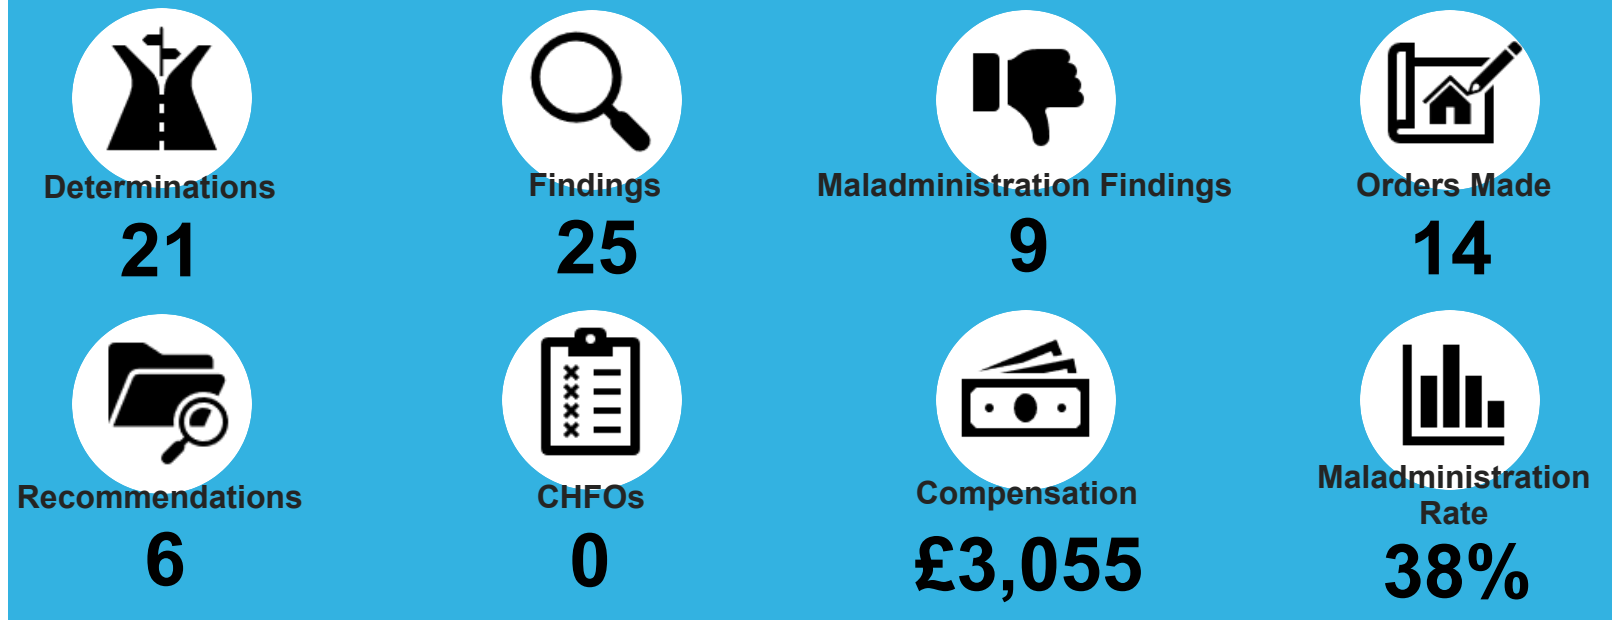 Determinations
21
Findings
25
Maladministration Findings
9
Orders Made
14
Recommendations
6
CHFOs
0
Compensation
£3,055
Maladministration
Rate
38%